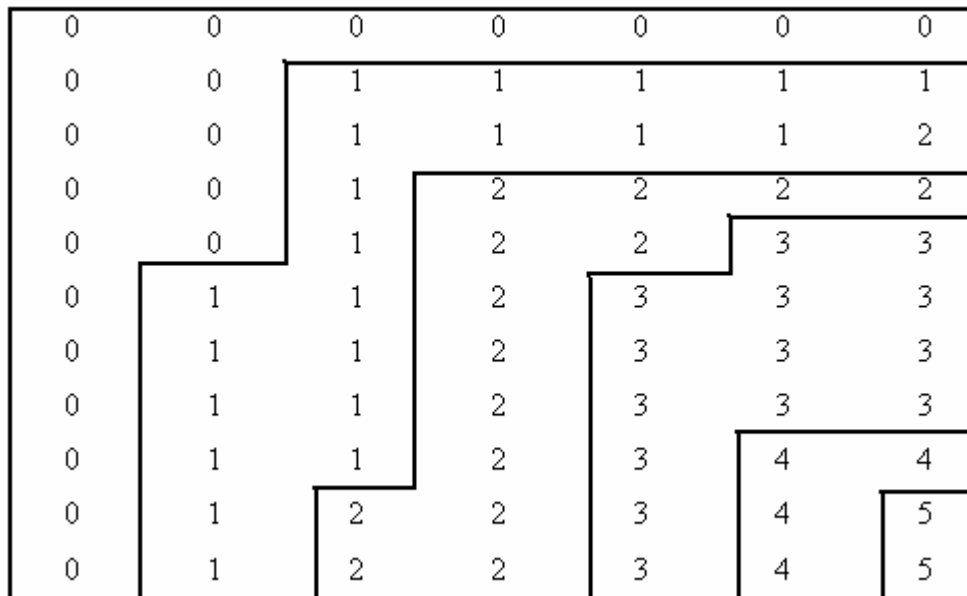 0 0 0 0 0 0 0
0 0 1 1 1 1 1
0 0 1 1 1 1 2
0 0 1 2 2 2 2
0 0 1 2 2 3 3
0 1 1 2 3 3 3
0 1 1 2 3 3 3
0 1 1 2 3 3 3
0 1 1 2 3 4 4
0 1 2 2 3 4 5
0 1 2 2 3 4 5